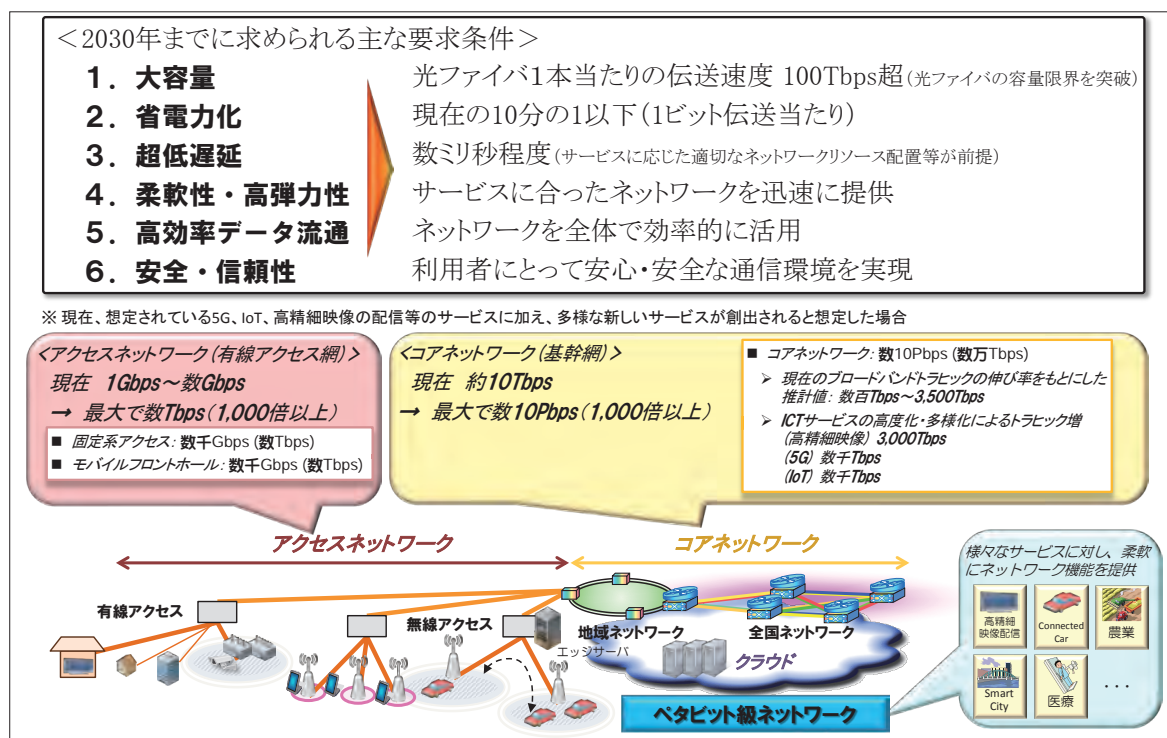 ＜2030年までに求められる主な要求条件＞
１．大容量　光ファイバ１本当たりの伝送速度 100Tbps超（光ファイバの容量限界を突破）
２．省電力化　現在の10分の1以下（1ビット伝送当たり）
３．超低遅延　数ミリ秒程度（サービスに応じた適切なネットワークリソース配置等が前提）
４．柔軟性・高弾力性　サービスに合ったネットワークを迅速に提供
５．高効率データ流通　ネットワークを全体で効率的に活用
６．安全・信頼性　利用者にとって安心・安全な通信環境を実現
※ 現在、想定されている5G、IoT、高精細映像の配信等のサービスに加え、多様な新しいサービスが創出されると想定した場合
＜アクセスネットワーク（有線アクセス網）＞
現在　1Gbps～数Gbps
→ 最大で数Tbps（1,000倍以上）
■ 固定系アクセス: 数千Gbps (数Tbps)
■ モバイルフロントホール: 数千Gbps (数Tbps)
＜コアネットワーク（基幹網）＞
現在　約10Tbps
→ 最大で数10Pbps（1,000倍以上）
■ コアネットワーク: 数10Pbps (数万Tbps)
➢ 現在のブロードバンドトラヒックの伸び率をもとにした
推計値: 数百Tbps～3,500Tbps
➢ ICTサービスの高度化・多様化によるトラヒック増
（高精細映像）3,000Tbps
（5G）数千Tbps
（IoT）数千Tbps
アクセスネットワーク
コアネットワーク
有線アクセス
無線アクセス
エッジサーバ
地域ネットワーク
全国ネットワーク
クラウド
ペタビット級ネットワーク
様々なサービスに対し、柔軟
にネットワーク機能を提供
高精細
映像配信
Connected
Car
農業
Smart
City
医療
・・・